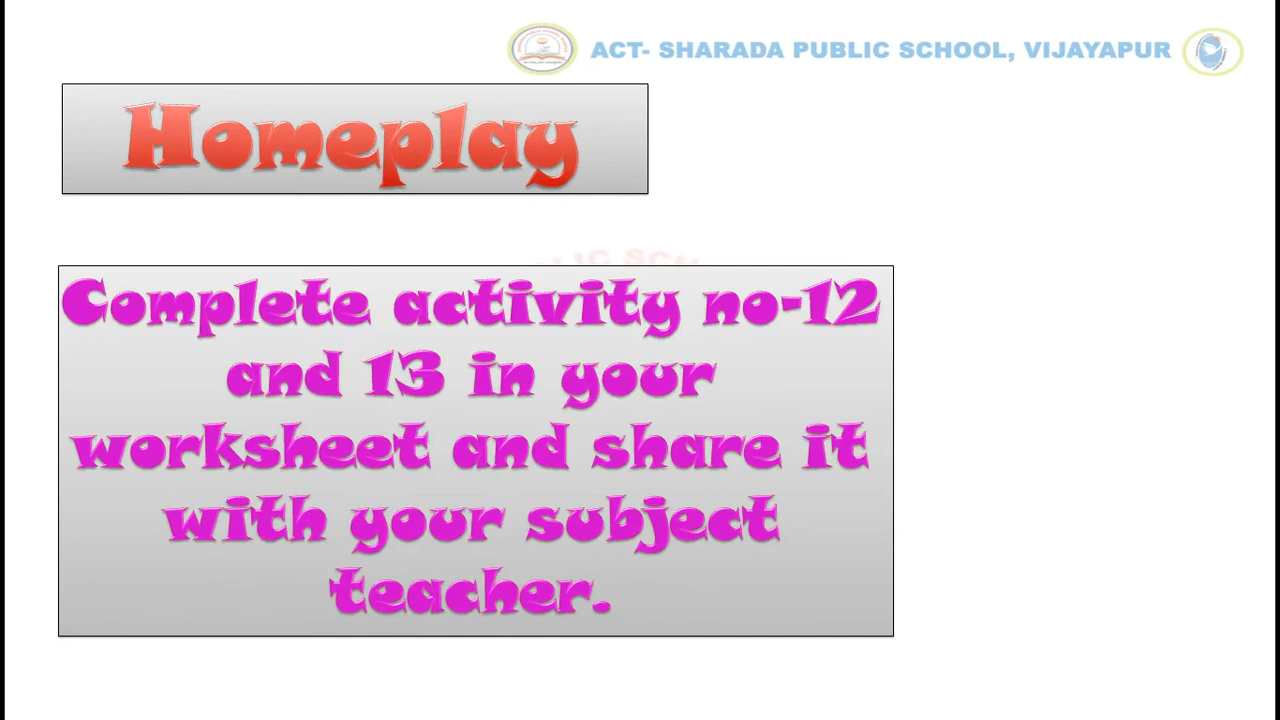 ACT- SHARADA PUBLIC SCHOOL, VIJAYAPUR
Homeplay
Complete activity no-12
and 13 in your
worksheet and share it
with your subject
teacher.